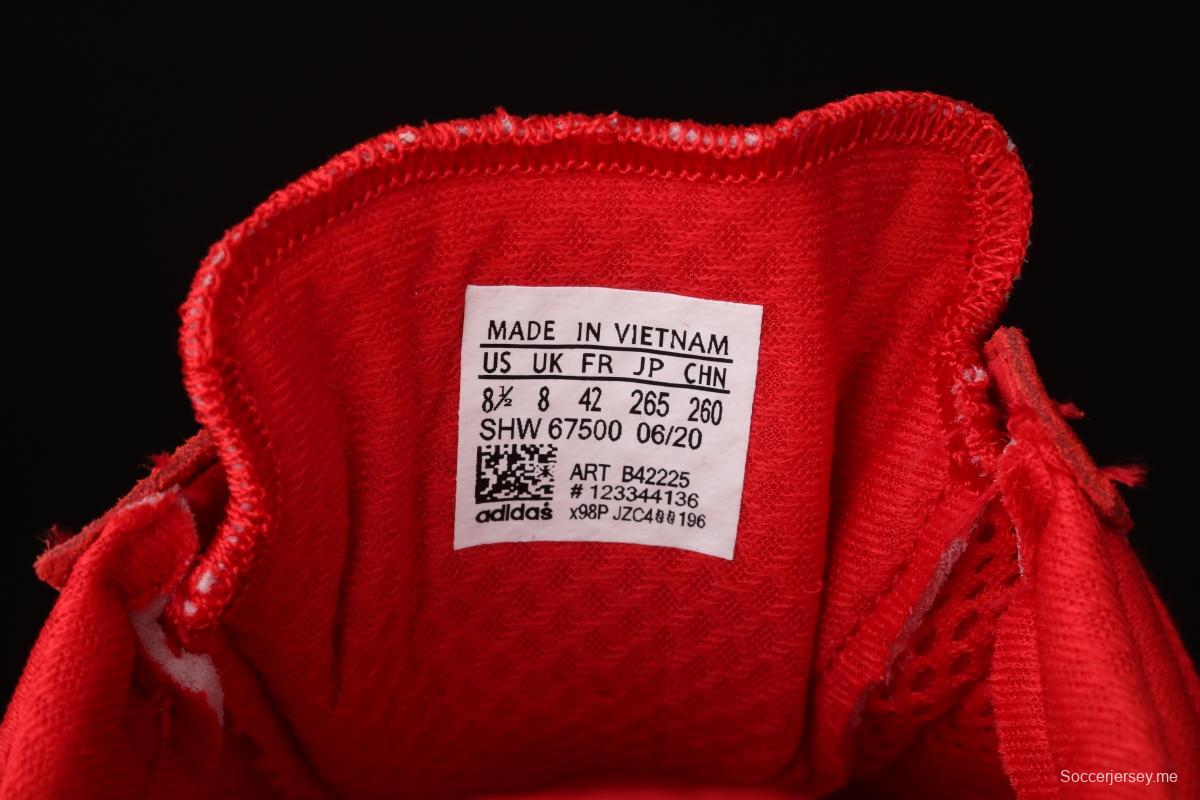 MADE IN VIETNAM
US UK FR JP CHN
8½ 8 42 265 260
SHW 67500 06/20
ART B42225
# 123344136
adidas
x98P
Soccerjersey.me